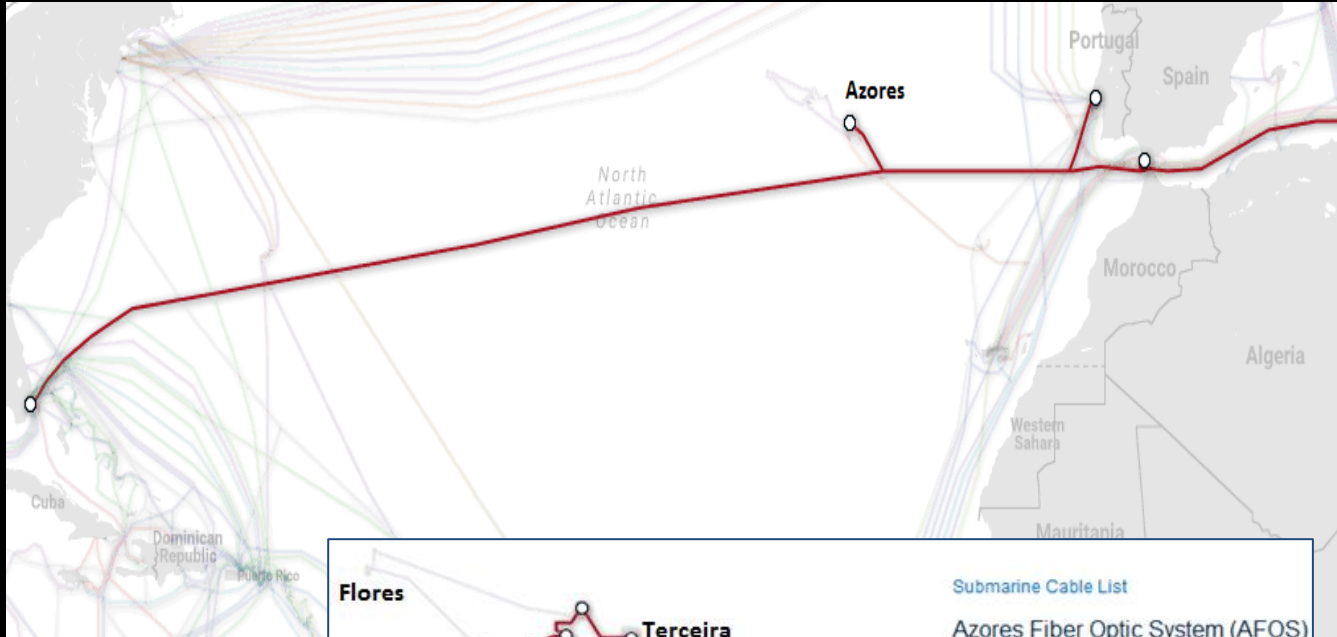 Portugal
Spain
Azores
North
Atlantic
Ocean
Morocco
Algeria
Western
Sahara
Cuba
Dominican
Republic
Puerto Rico
Mauritania
Flores
Submarine Cable List
Terceira
Azores Fiber Optic System (AFOS)